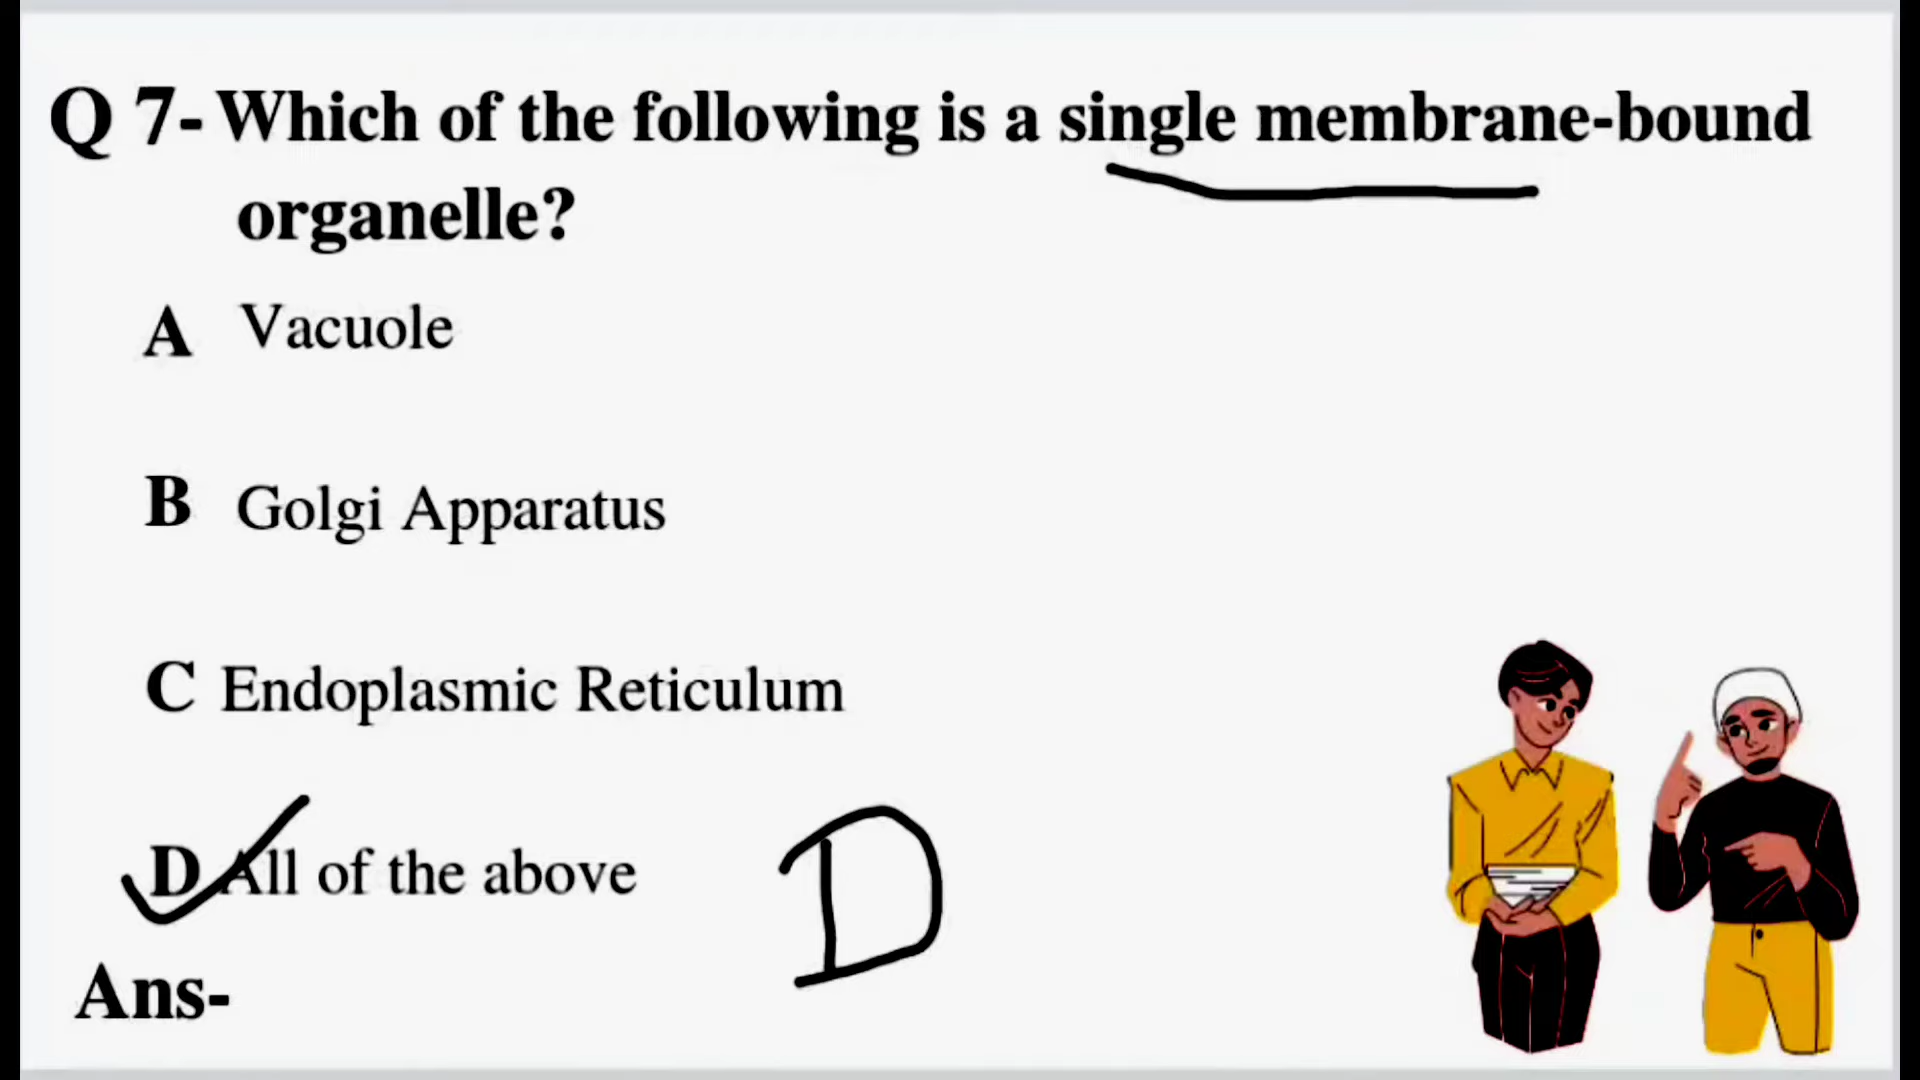 Q 7- Which of the following is a single membrane-bound
organelle?
A Vacuole
B Golgi Apparatus
C Endoplasmic Reticulum
D All of the above
D
Ans-